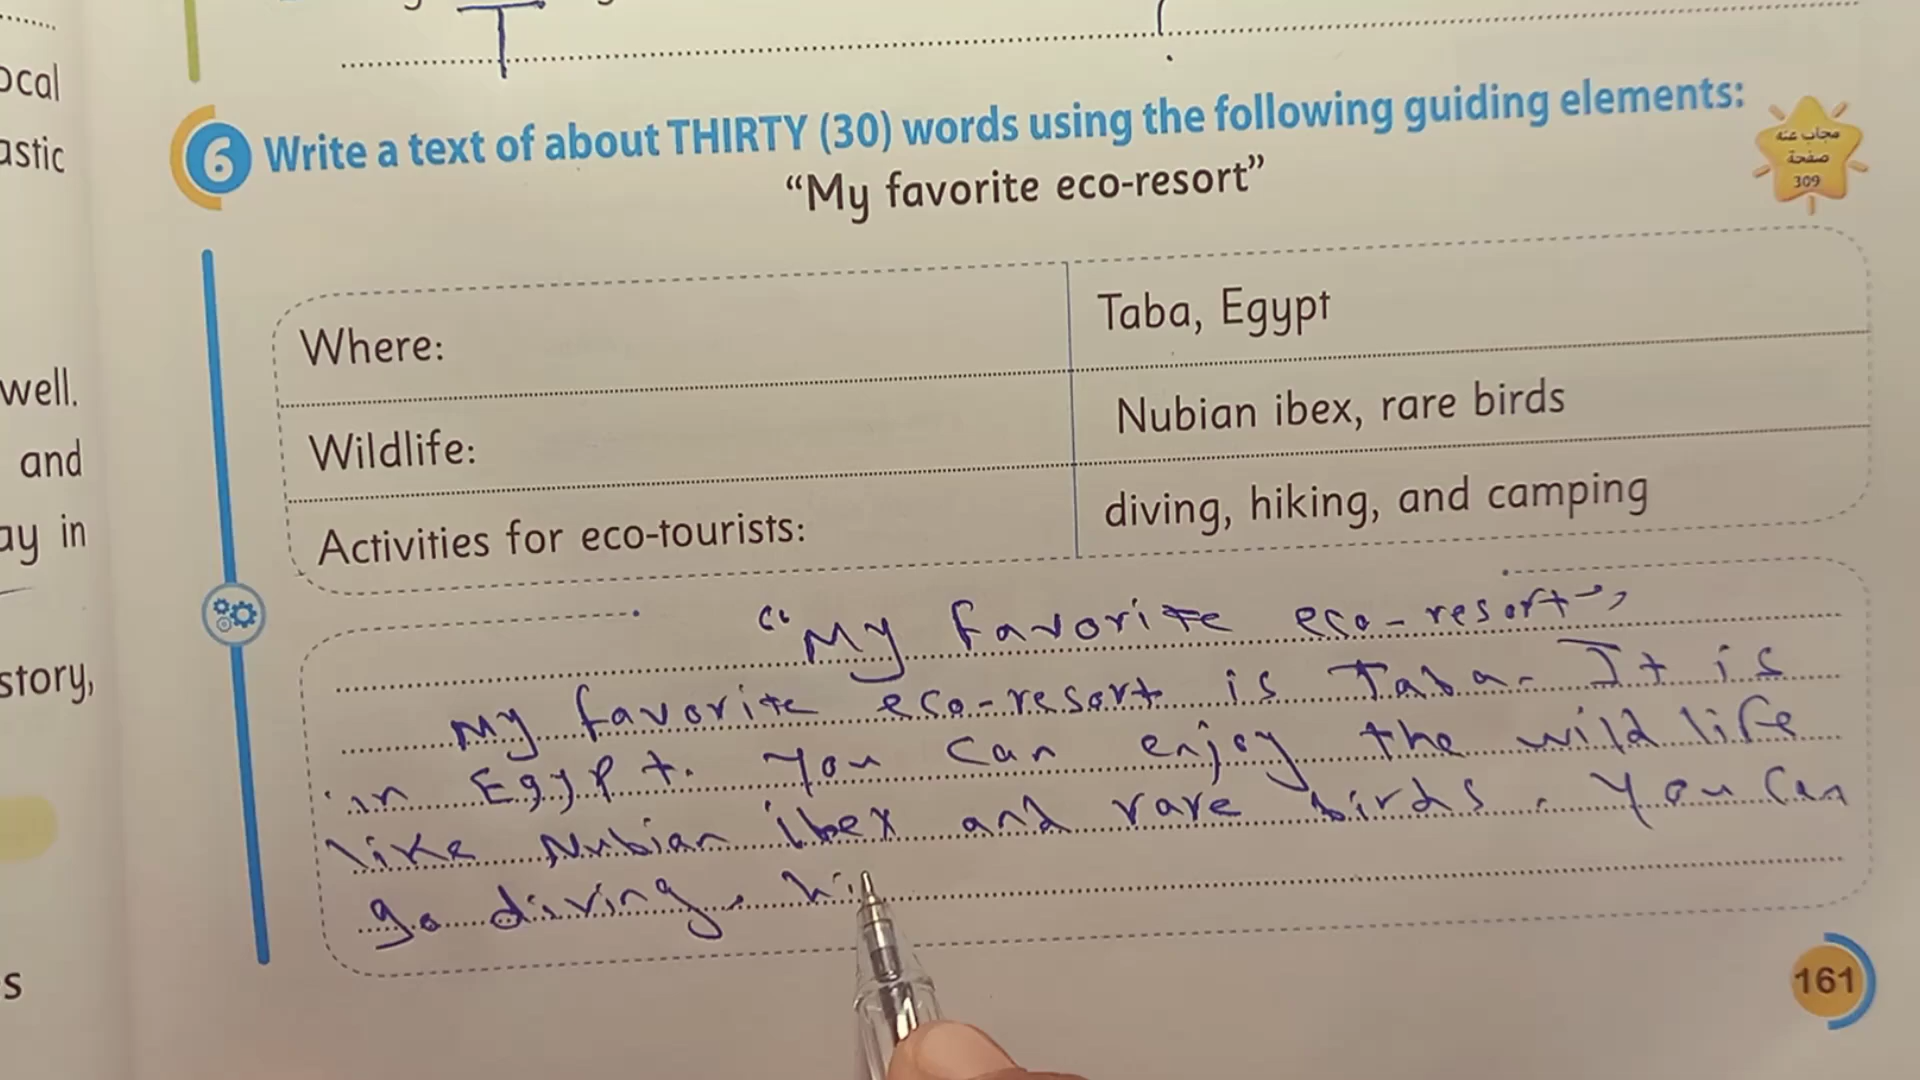 ocal
astic
well.
and
ay in
story,
s
6 Write a text of about THIRTY (30) words using the following guiding elements:
"My favorite eco-resort"
مجاب عنه
صفحة
309
Where: Taba, Egypt
Wildlife: Nubian ibex, rare birds
Activities for eco-tourists: diving, hiking, and camping
"My favorite eco-resort"
My favorite eco-resort is Taba. It is
in Egypt. You can enjoy the wild life
like Nubian ibex and rare birds. You can
go diving, hi
161